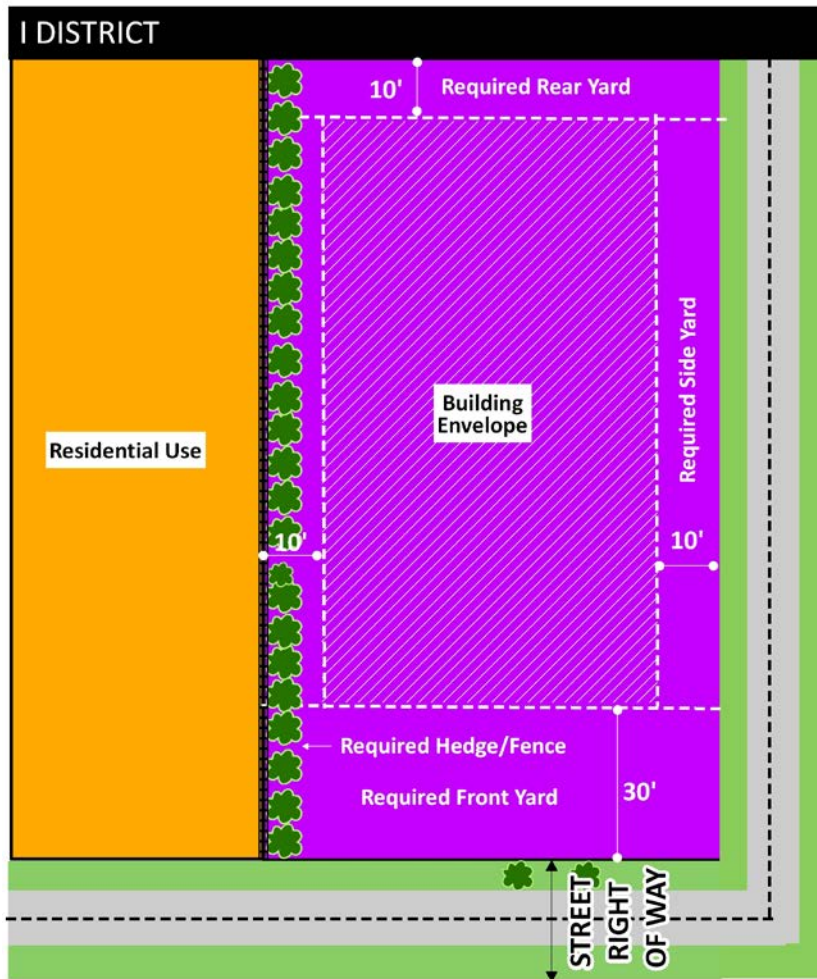 I DISTRICT
10'
Required Rear Yard
Required Side Yard
Building
Envelope
Residential Use
10'
10'
Required Hedge/Fence
Required Front Yard
30'
STREET
RIGHT
OF WAY